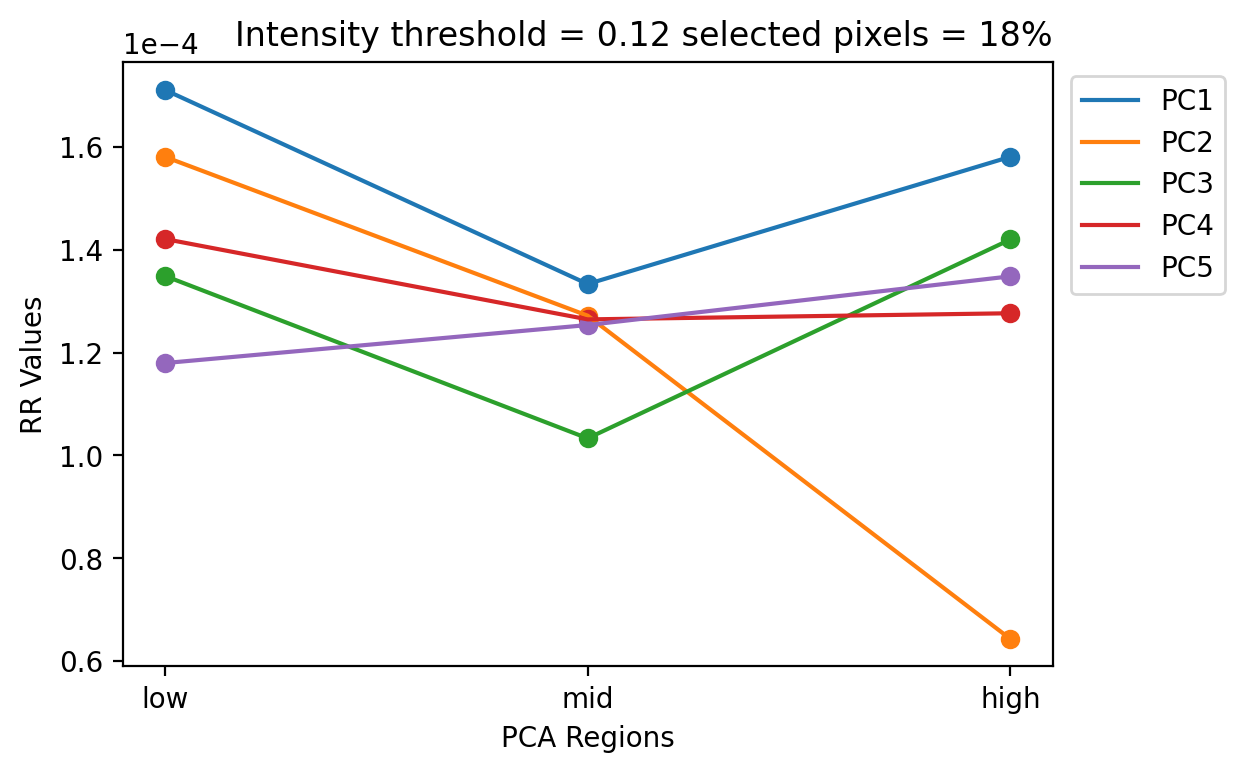 Intensity threshold = 0.12 selected pixels = 18%
1e−4
1.6
1.4
1.2
1.0
0.8
0.6
RR Values
low
mid
high
PCA Regions
PC1
PC2
PC3
PC4
PC5